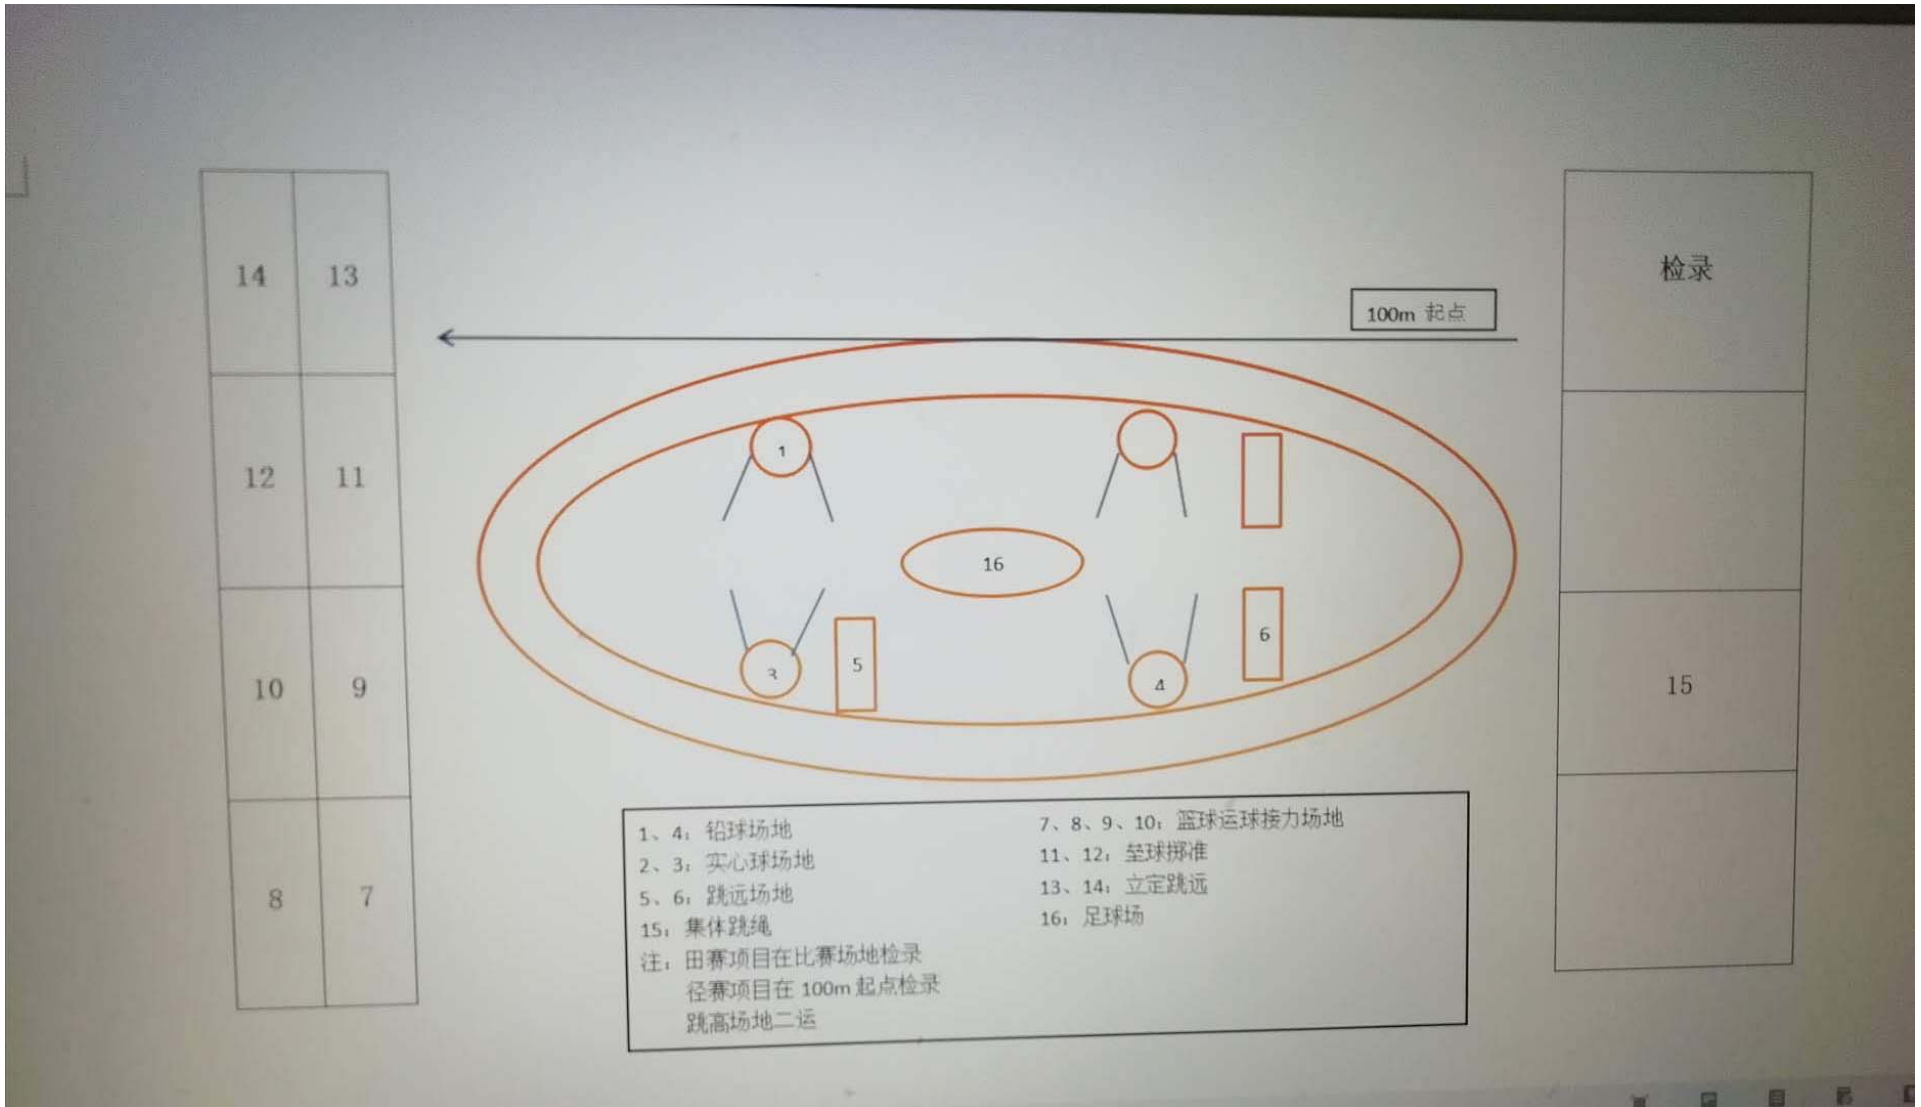 14 13
检录
100m 起点
1
12 11
16
6
5
3
4
10 9
15
8 7
1、4：铅球场地
2、3：实心球场地
5、6：跳远场地
15：集体跳绳
注：田赛项目在比赛场地检录
径赛项目在 100m 起点检录
跳高场地二运
7、8、9、10：篮球运球接力场地
11、12：垒球掷准
13、14：立定跳远
16：足球场